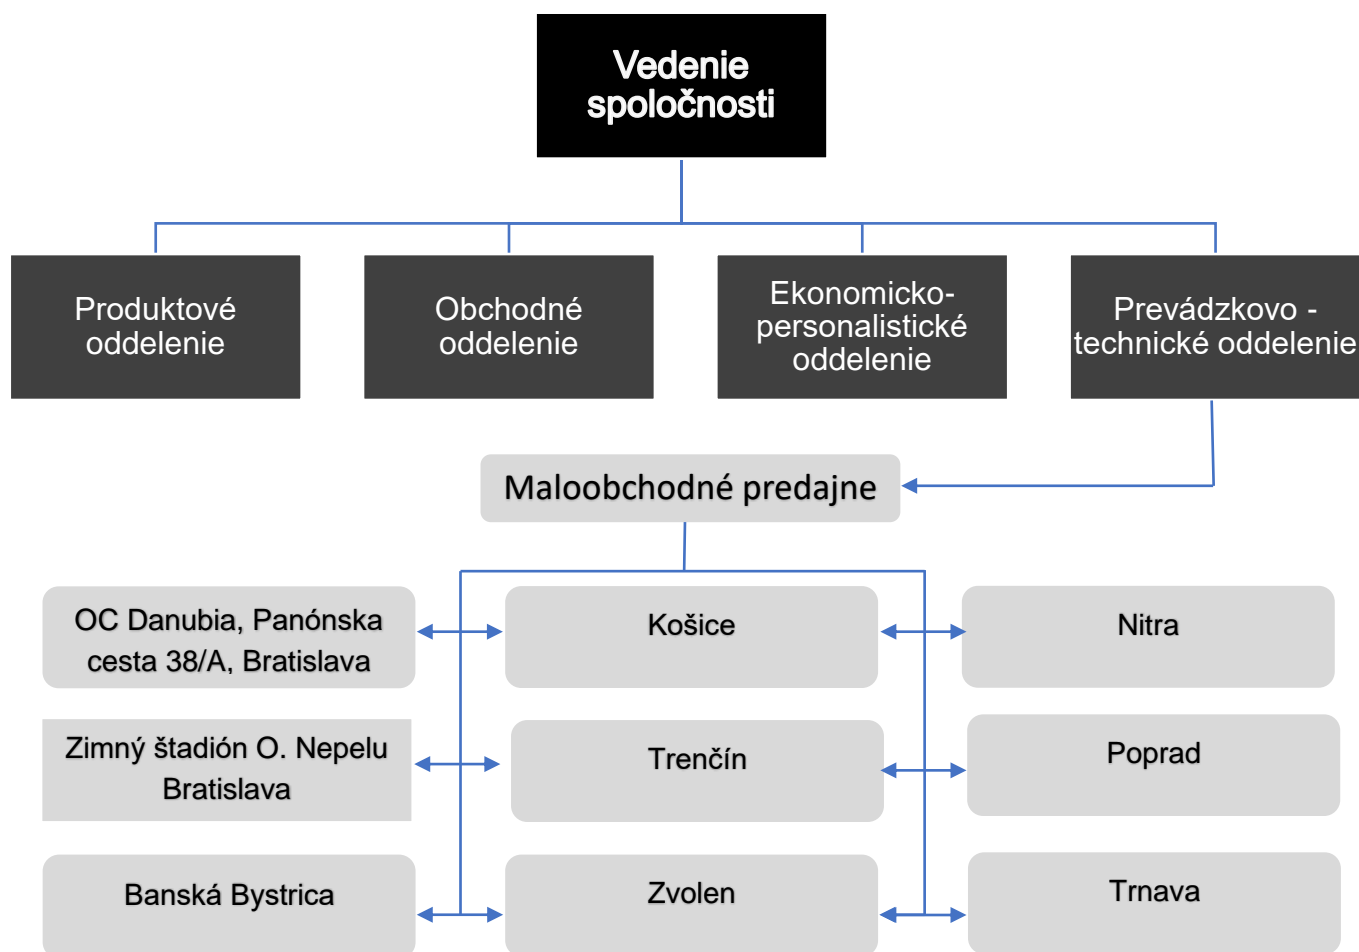 Vedenie
spoločnosti
Produktové
oddelenie
Obchodné
oddelenie
Ekonomicko-
personalistické
oddelenie
Prevádzkovo -
technické oddelenie
Maloobchodné predajne
OC Danubia, Panónska
cesta 38/A, Bratislava
Košice
Nitra
Zimný štadión O. Nepelu
Bratislava
Trenčín
Poprad
Banská Bystrica
Zvolen
Trnava